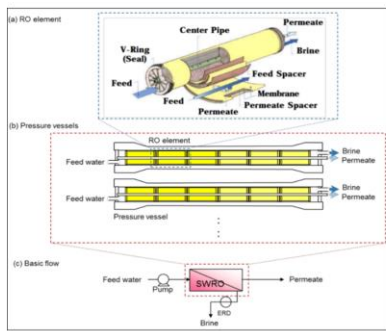 (a) RO element
Center Pipe
Permeate
Brine
V-Ring
(Seal)
Feed Spacer
Feed
Feed
Membrane
Permeate Spacer
Permeate
(b) Pressure vessels
RO element
Feed water
Brine
Permeate
Feed water
Brine
Permeate
Pressure vessel
(c) Basic flow
Feed water
SWRO
Permeate
Pump
ERD
Brine